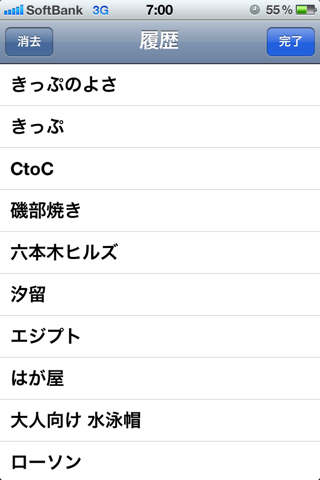 SoftBank 3G 7:00 55%
消去 履歴 完了
きっぷのよさ
きっぷ
CtoC
磯部焼き
六本木ヒルズ
汐留
エジプト
はが屋
大人向け 水泳帽
ローソン